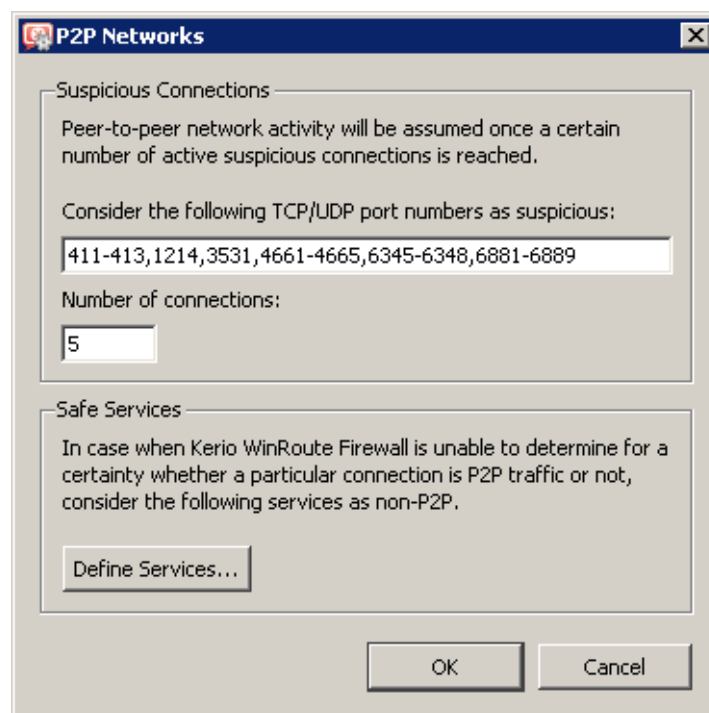 P2P Networks
Suspicious Connections
Peer-to-peer network activity will be assumed once a certain
number of active suspicious connections is reached.
Consider the following TCP/UDP port numbers as suspicious:
411-413,1214,3531,4661-4665,6345-6348,6881-6889
Number of connections:
5
Safe Services
In case when Kerio WinRoute Firewall is unable to determine for a
certainty whether a particular connection is P2P traffic or not,
consider the following services as non-P2P.
Define Services...
OK
Cancel